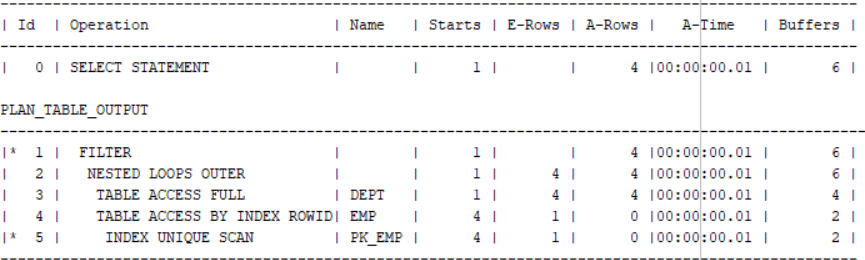 ---------------------------------------------------------------------------------------------------------
| Id  | Operation                    | Name   | Starts | E-Rows | A-Rows |   A-Time   | Buffers |
---------------------------------------------------------------------------------------------------------
|   0 | SELECT STATEMENT             |        |      1 |        |      4 |00:00:00.01 |       6 |
PLAN_TABLE_OUTPUT
---------------------------------------------------------------------------------------------------------
|*  1 |  FILTER                      |        |      1 |        |      4 |00:00:00.01 |       6 |
|   2 |   NESTED LOOPS OUTER         |        |      1 |      4 |      4 |00:00:00.01 |       6 |
|   3 |    TABLE ACCESS FULL         | DEPT   |      1 |      4 |      4 |00:00:00.01 |       4 |
|   4 |    TABLE ACCESS BY INDEX ROWID| EMP    |      4 |      1 |      0 |00:00:00.01 |       2 |
|*  5 |     INDEX UNIQUE SCAN        | PK_EMP |      4 |      1 |      0 |00:00:00.01 |       2 |
---------------------------------------------------------------------------------------------------------